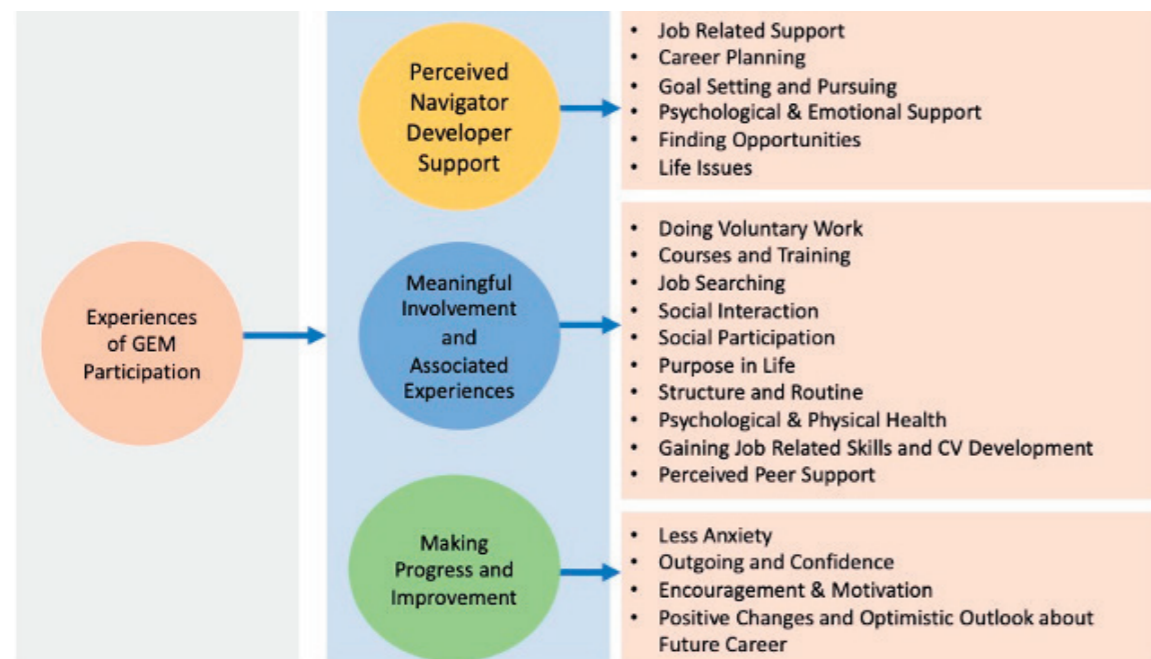 Experiences
of GEM
Participation
Perceived
Navigator
Developer
Support
• Job Related Support
• Career Planning
• Goal Setting and Pursuing
• Psychological & Emotional Support
• Finding Opportunities
• Life Issues
Meaningful
Involvement
and
Associated
Experiences
• Doing Voluntary Work
• Courses and Training
• Job Searching
• Social Interaction
• Social Participation
• Purpose in Life
• Structure and Routine
• Psychological & Physical Health
• Gaining Job Related Skills and CV Development
• Perceived Peer Support
Making
Progress and
Improvement
• Less Anxiety
• Outgoing and Confidence
• Encouragement & Motivation
• Positive Changes and Optimistic Outlook about
Future Career